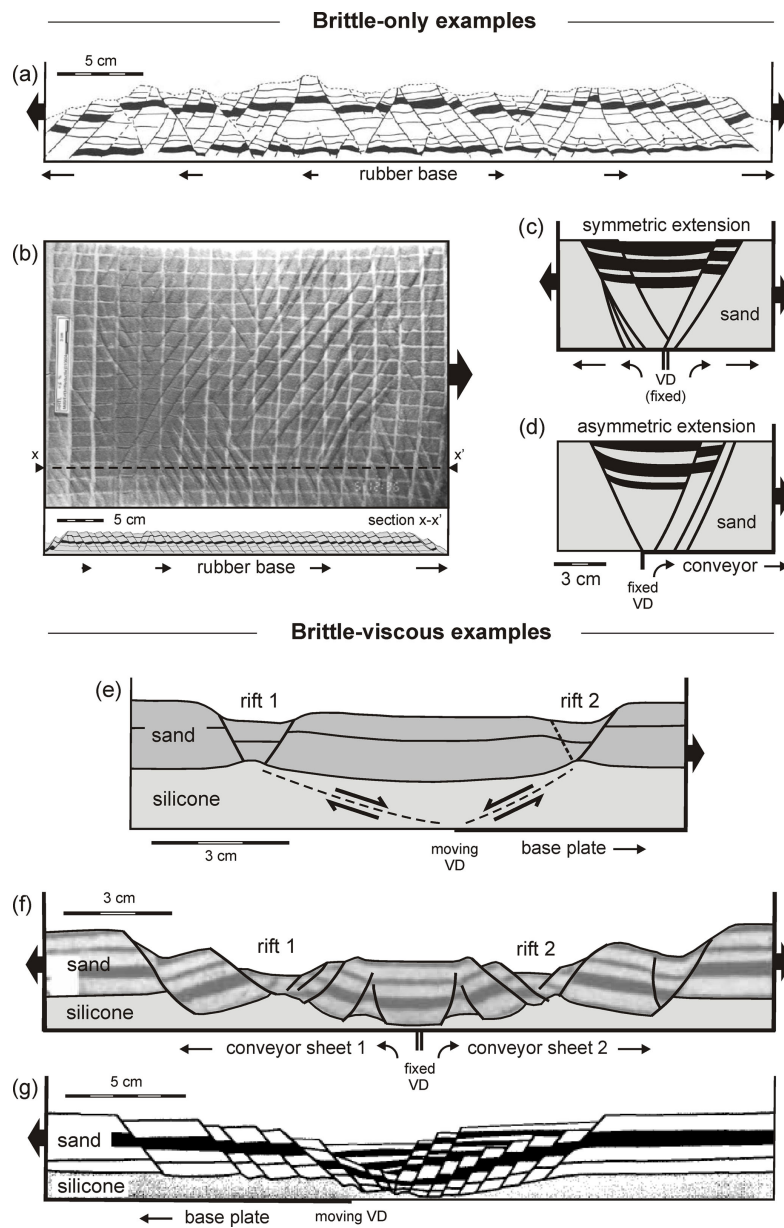 Brittle-only examples
(a)
5 cm
rubber base
(b)
x
x'
5 cm
section x-x'
rubber base
(c)
symmetric extension
sand
VD
(fixed)
(d)
asymmetric extension
sand
3 cm
fixed
VD
conveyor
Brittle-viscous examples
(e)
rift 1
rift 2
sand
silicone
3 cm
moving
VD
base plate
(f)
3 cm
rift 1
rift 2
sand
silicone
conveyor sheet 1
fixed
VD
conveyor sheet 2
(g)
5 cm
sand
silicone
base plate
moving VD